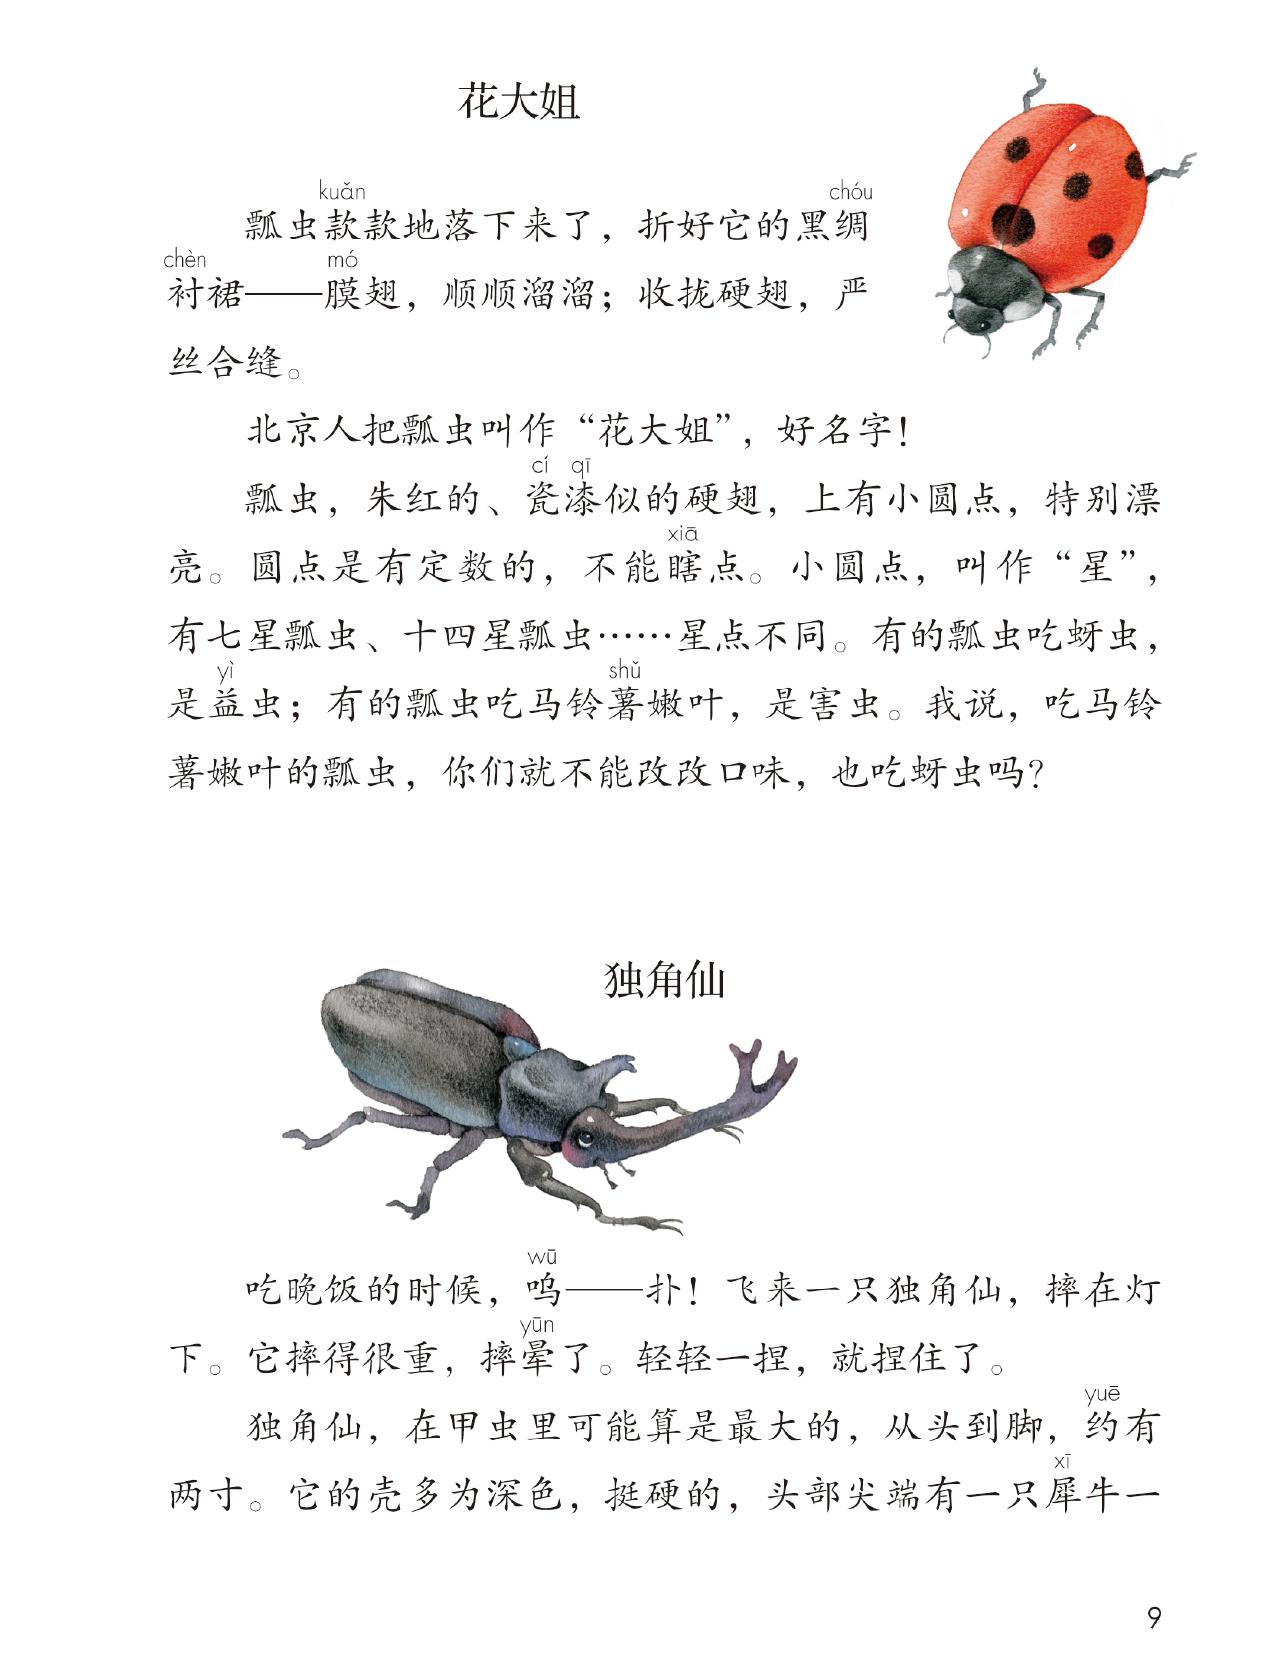 花大姐
kuǎn chóu
瓢虫款款地落下来了，折好它的黑绸
chèn mó
衬裙——膜翅，顺顺溜溜；收拢硬翅，严
丝合缝。
北京人把瓢虫叫作“花大姐”，好名字！
cí qī
瓢虫，朱红的、瓷漆似的硬翅，上有小圆点，特别漂
xiā
亮。圆点是有定数的，不能瞎点。小圆点，叫作“星”，
有七星瓢虫、十四星瓢虫……星点不同。有的瓢虫吃蚜虫，
yì shǔ
是益虫；有的瓢虫吃马铃薯嫩叶，是害虫。我说，吃马铃
薯嫩叶的瓢虫，你们就不能改改口味，也吃蚜虫吗？
独角仙
wū
吃晚饭的时候，呜——扑！飞来一只独角仙，摔在灯
yūn
下。它摔得很重，摔晕了。轻轻一捏，就捏住了。
yuē
独角仙，在甲虫里可能算是最大的，从头到脚，约有
xī
两寸。它的壳多为深色，挺硬的，头部尖端有一只犀牛一
9